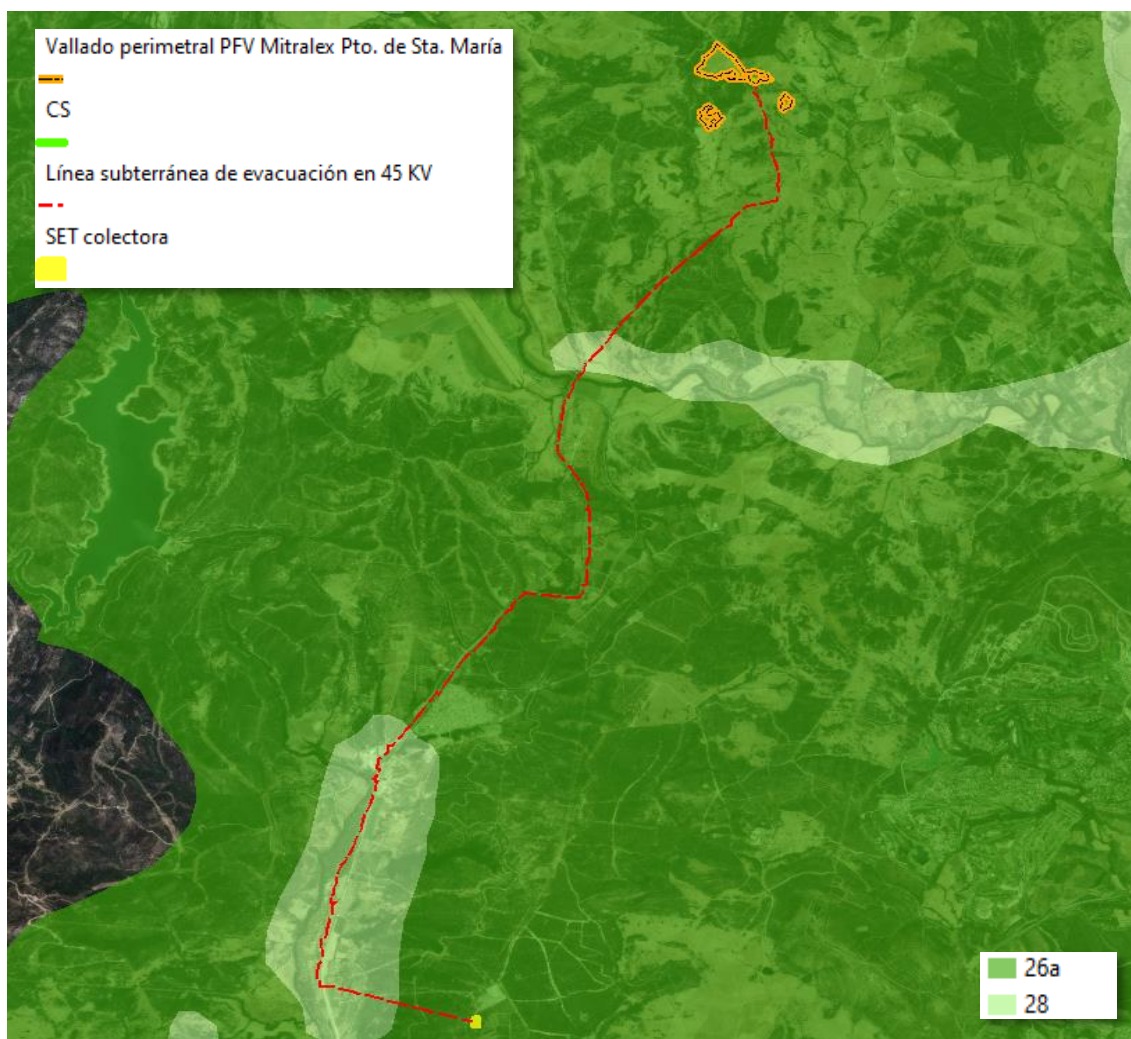 Vallado perimetral PFV Mitralex Pto. de Sta. María
CS
Línea subterránea de evacuación en 45 KV
SET colectora
26a
28